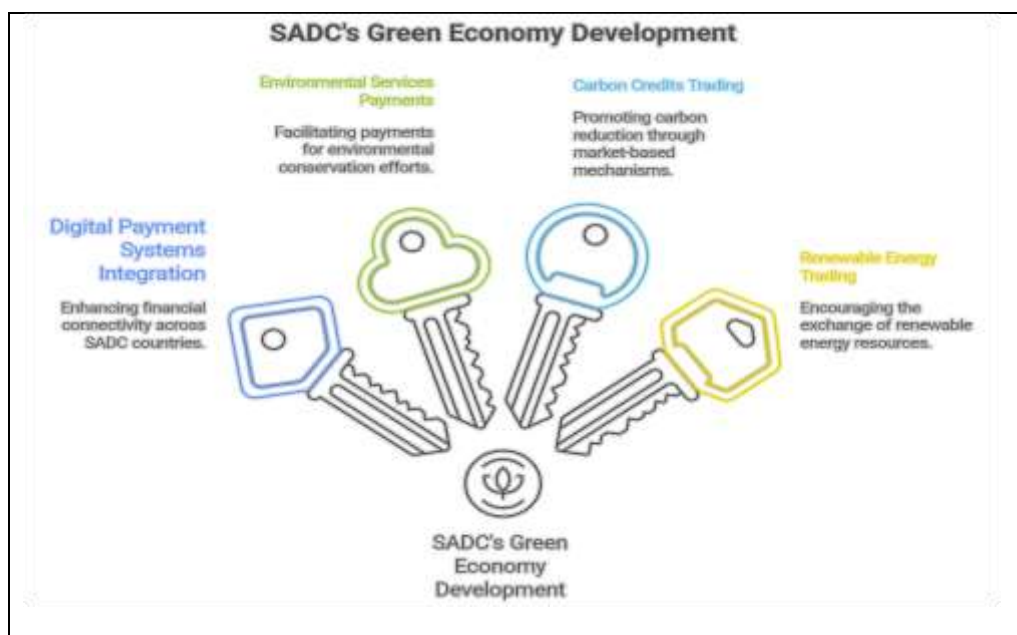 SADC's Green Economy Development
Environmental Services
Payments
Facilitating payments
for environmental
conservation efforts.
Carbon Credits Trading
Promoting carbon
reduction through
market-based
mechanisms.
Digital Payment
Systems
Integration
Enhancing financial
connectivity across
SADC countries.
Renewable Energy
Trading
Encouraging the
exchange of renewable
energy resources.
SADC's Green
Economy
Development